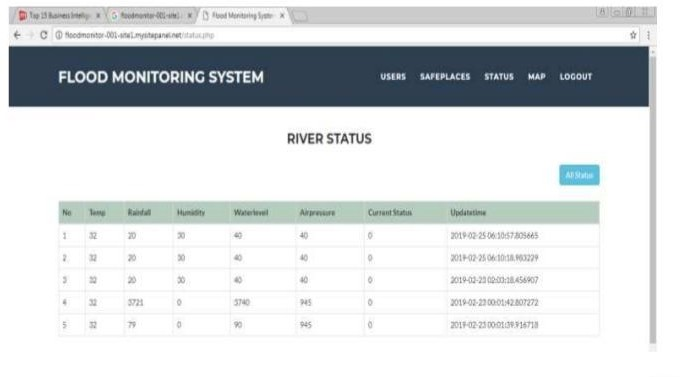 Top 15 Business Intellig
floodmonitor-001-site1.
Flood Monitoring System
floodmonitor-001-site1.mysitepanel.net/status.php
FLOOD MONITORING SYSTEM USERS SAFEPLACES STATUS MAP LOGOUT
RIVER STATUS
All Status
No Temp Rainfall Humidity Waterlevel1 Airpressure Current Status Updatetime
1 32 20 30 40 40 0 2019-02-25 06:10:57.805665
2 32 20 30 40 40 0 2019-02-25 06:10:18.983229
3 32 20 30 40 40 0 2019-02-23 02:03:18.456907
4 32 3721 0 3740 945 0 2019-02-23 00:01:42.807272
5 32 79 0 90 945 0 2019-02-23 00:01:39.916718